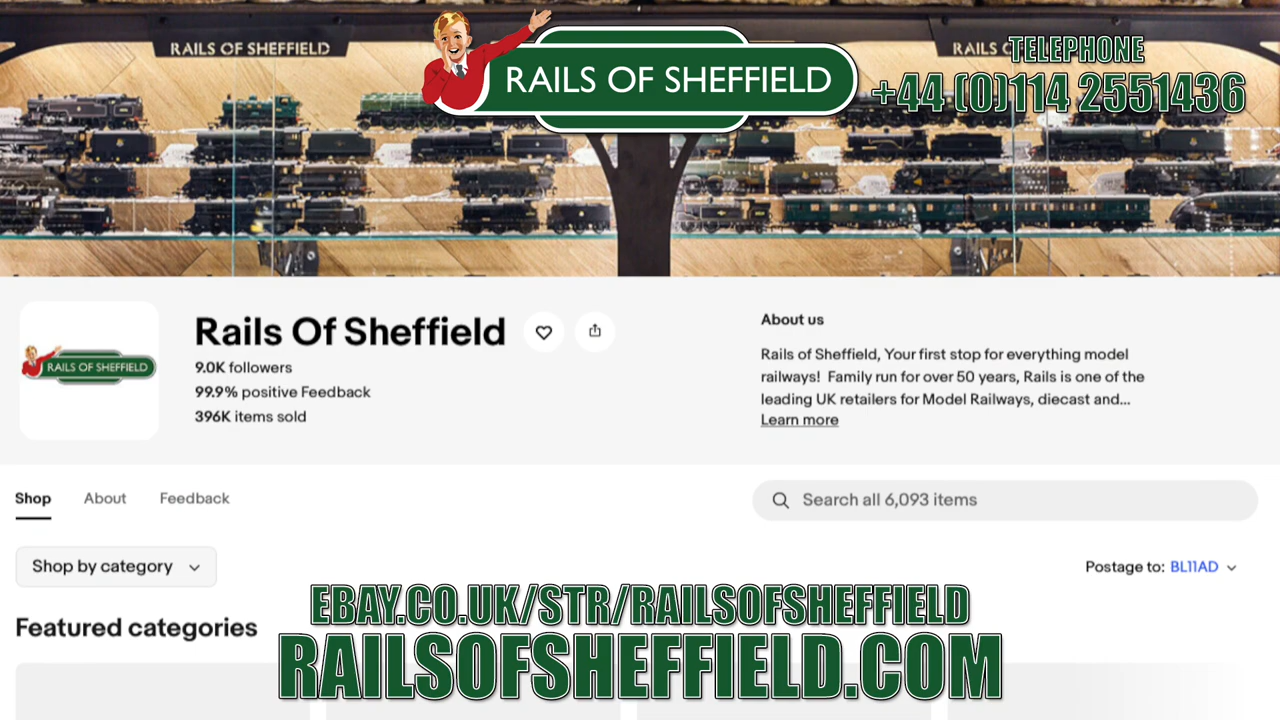 RAILS OF SHEFFIELD
RAILS OF SHEFFIELD
RAILS O
TELEPHONE
+44 (0)114 2551436
RAILS OF SHEFFIELD
Rails Of Sheffield
9.0K followers
99.9% positive Feedback
396K items sold
About us
Rails of Sheffield, Your first stop for everything model
railways! Family run for over 50 years, Rails is one of the
leading UK retailers for Model Railways, diecast and...
Learn more
Shop
About
Feedback
Search all 6,093 items
Shop by category
Postage to: BL11AD
Featured categories
EBAY.CO.UK/STR/RAILSOFSHEFFIELD
RAILSOFSHEFFIELD.COM